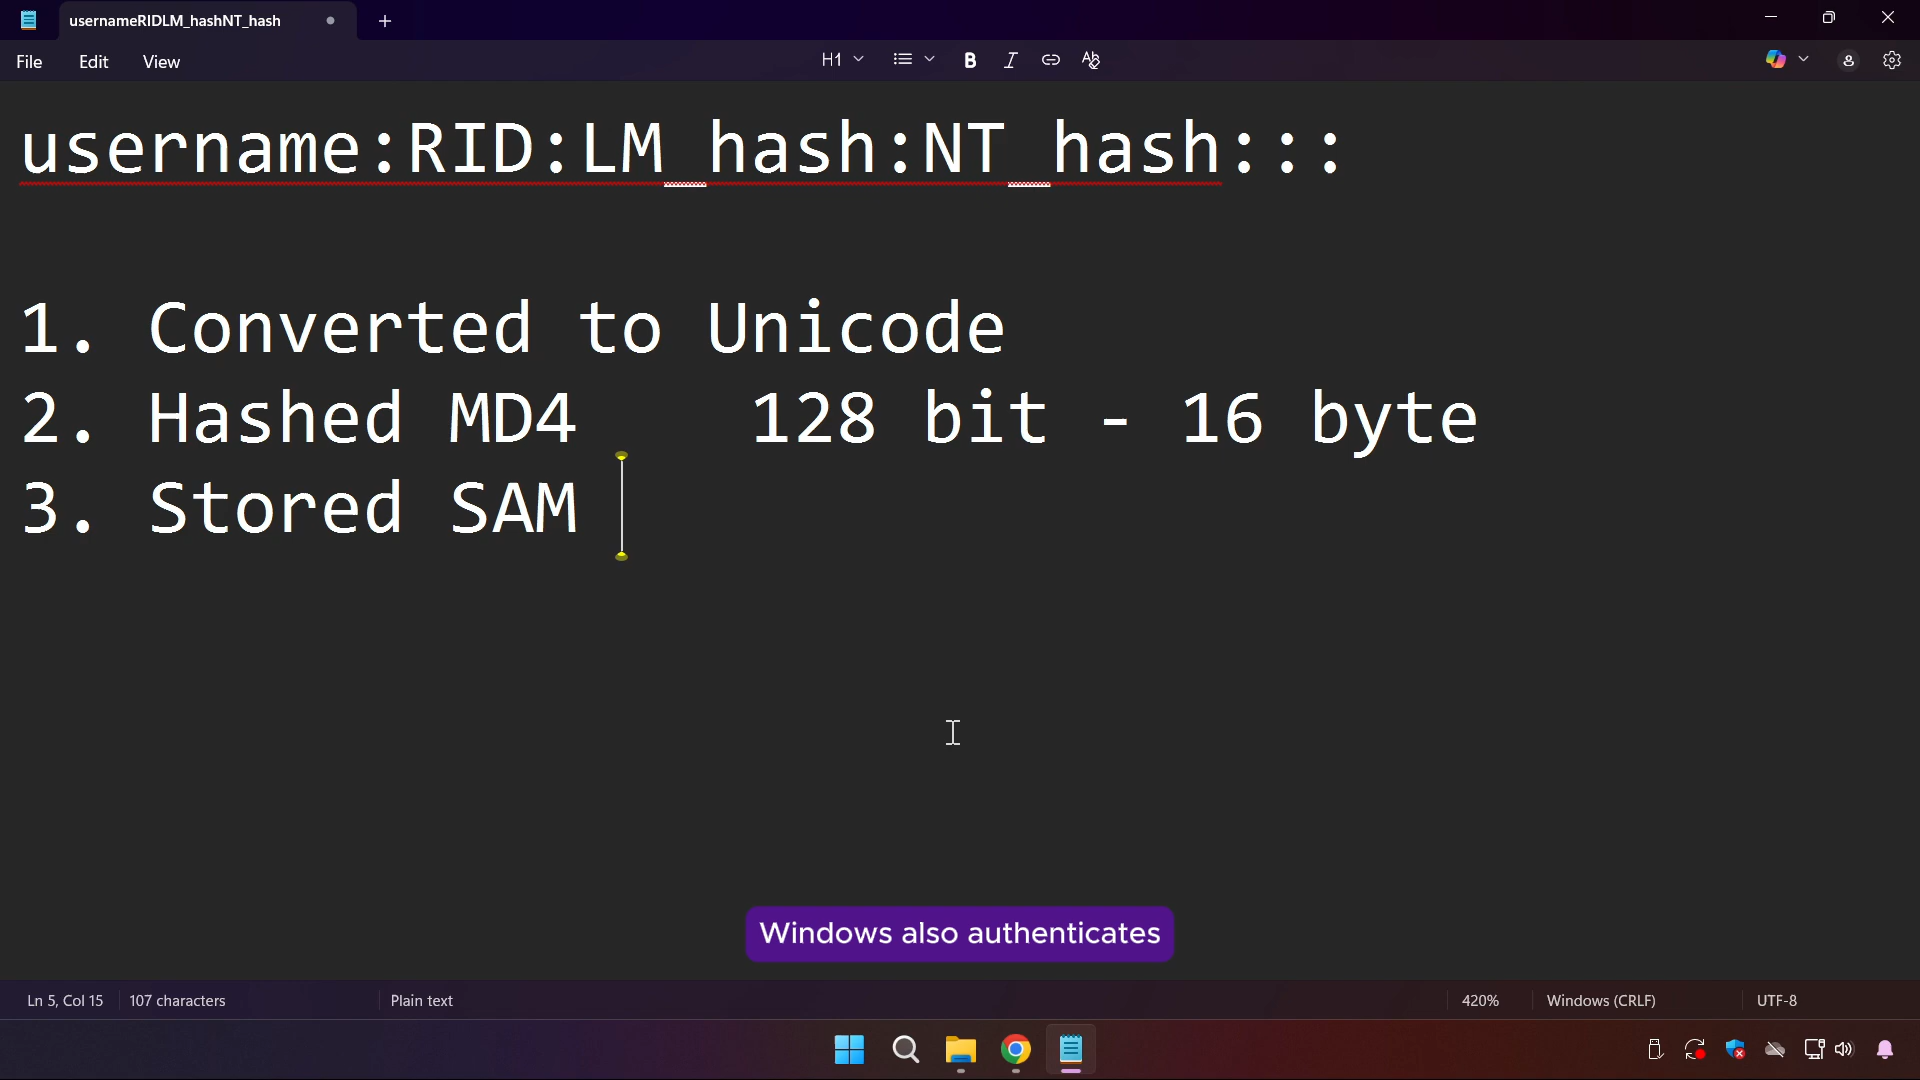 usernameRIDLM_hashNT_hash
File Edit View H1
username:RID:LM_hash:NT_hash:::
1. Converted to Unicode
2. Hashed MD4 128 bit - 16 byte
3. Stored SAM
Windows also authenticates
Ln 5, Col 15 107 characters Plain text 420% Windows (CRLF) UTF-8